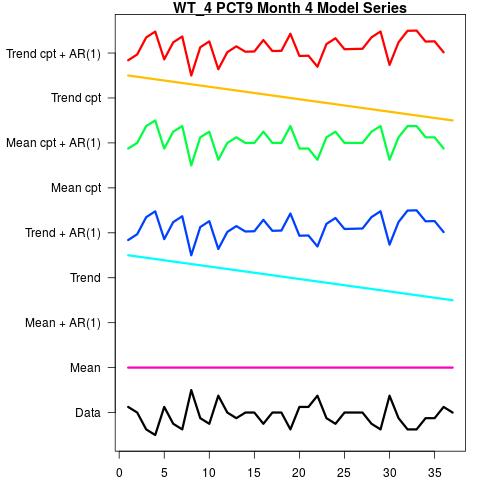 WT_4 PCT9 Month 4 Model Series
Trend cpt + AR(1)
Trend cpt
Mean cpt + AR(1)
Mean cpt
Trend + AR(1)
Trend
Mean + AR(1)
Mean
Data
0 5 10 15 20 25 30 35